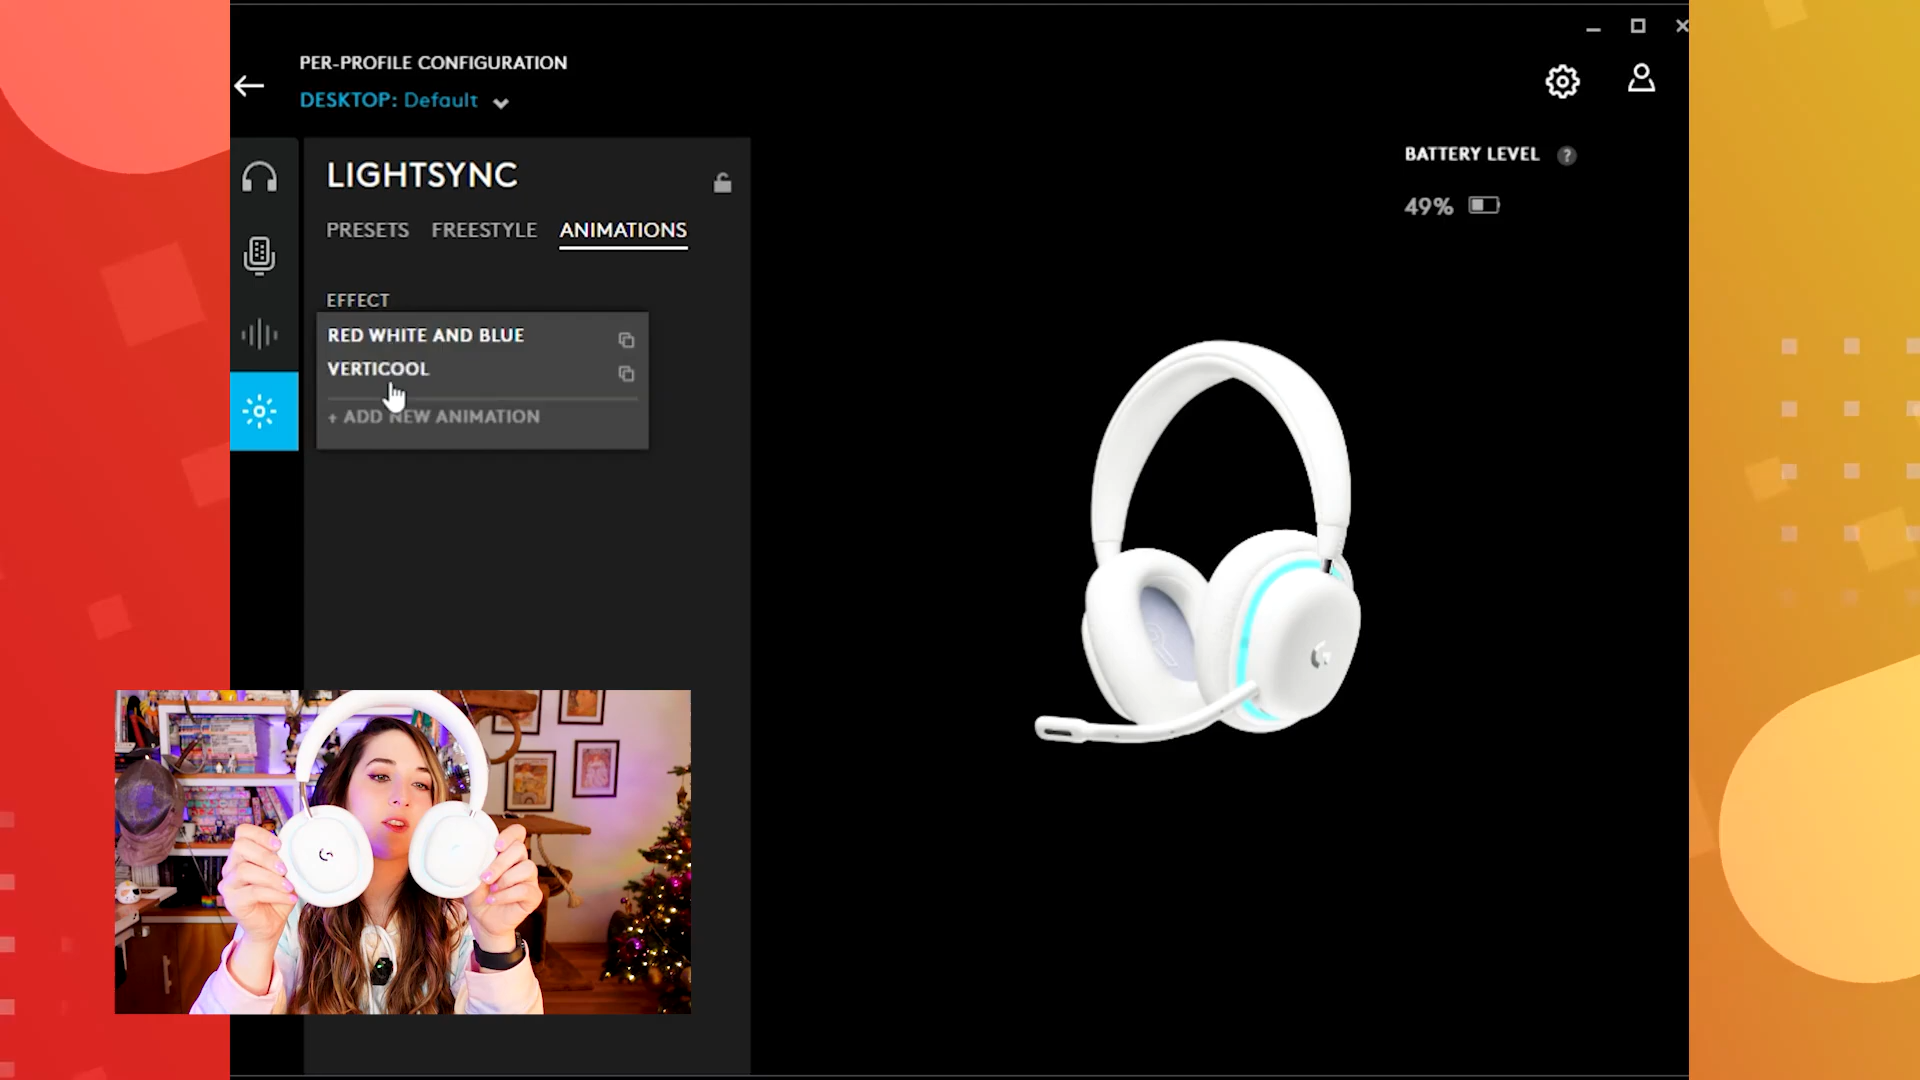 PER-PROFILE CONFIGURATION
DESKTOP: Default
BATTERY LEVEL ?
49%
LIGHTSYNC
PRESETS FREESTYLE ANIMATIONS
EFFECT
RED WHITE AND BLUE
VERTICOOL
+ ADD NEW ANIMATION